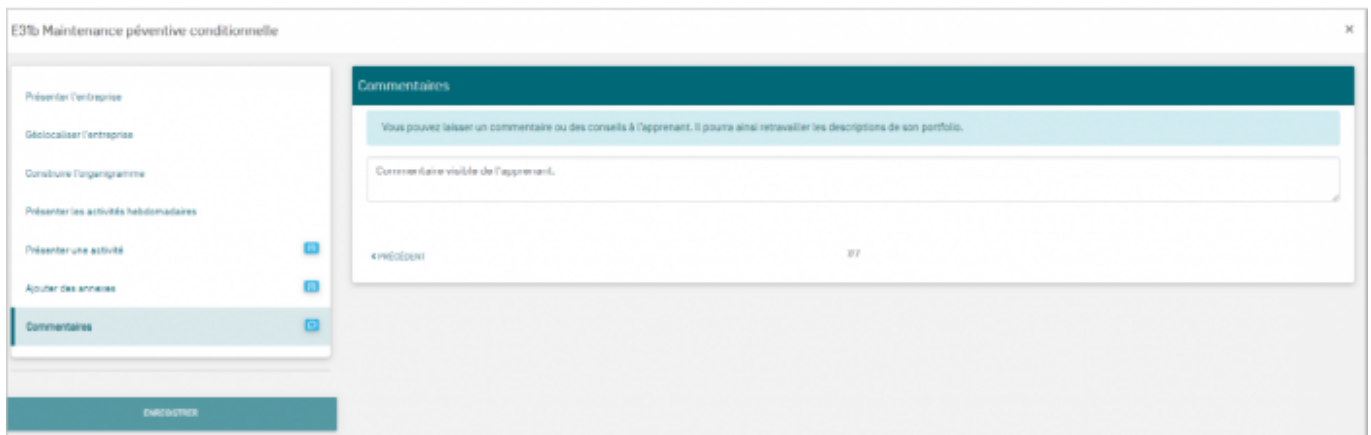 E31b Maintenance péventive conditionnelle
×
Présenter l'entreprise
Géolocaliser l'entreprise
Construire l'organigramme
Présenter les activités hebdomadaires
Présenter une activité
Ajouter des annexes
Commentaires
ENREGISTRER
Commentaires
Vous pouvez laisser un commentaire ou des conseils à l'apprenant. Il pourra ainsi retravailler les descriptions de son portfolio.
Commentaire visible de l'apprenant.
PRÉCÉDENT
7/7